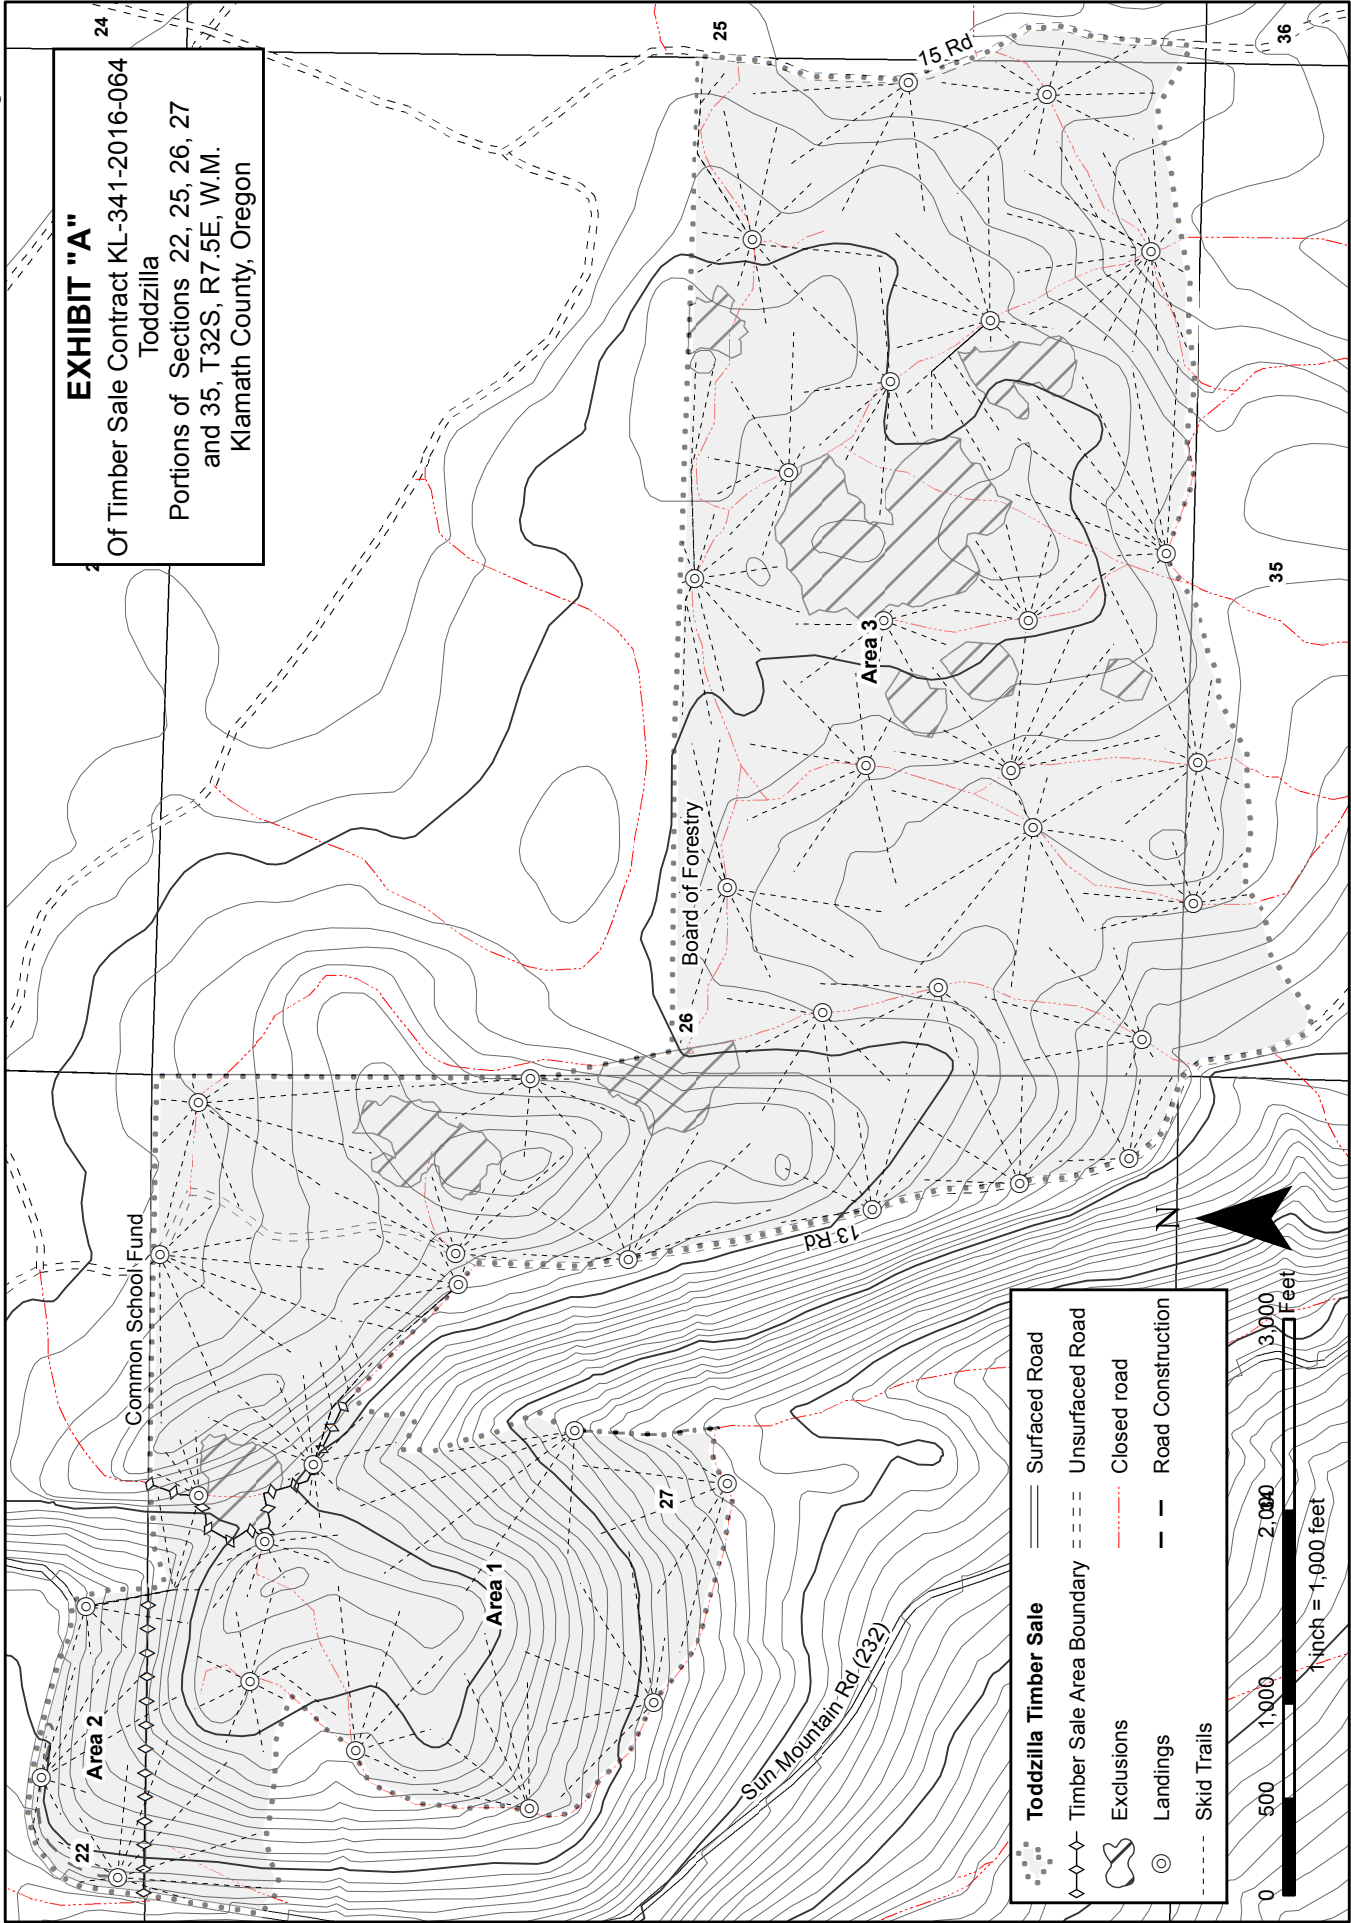 EXHIBIT "A"
Of Timber Sale Contract KL-341-2016-064
Toddzilla
Portions of Sections 22, 25, 26, 27
and 35, T32S, R7.5E, W.M.
Klamath County, Oregon
24
25
36
15 Rd
22
Area 2
Common School Fund
Area 1
27
26
Board of Forestry
Area 3
35
13 Rd
Sun Mountain Rd (232)
N
Toddzilla Timber Sale
Timber Sale Area Boundary
Exclusions
Landings
Skid Trails
Surfaced Road
Unsurfaced Road
Closed road
Road Construction
0 500 1,000 2,000 3,000
Feet
34
1 inch = 1,000 feet